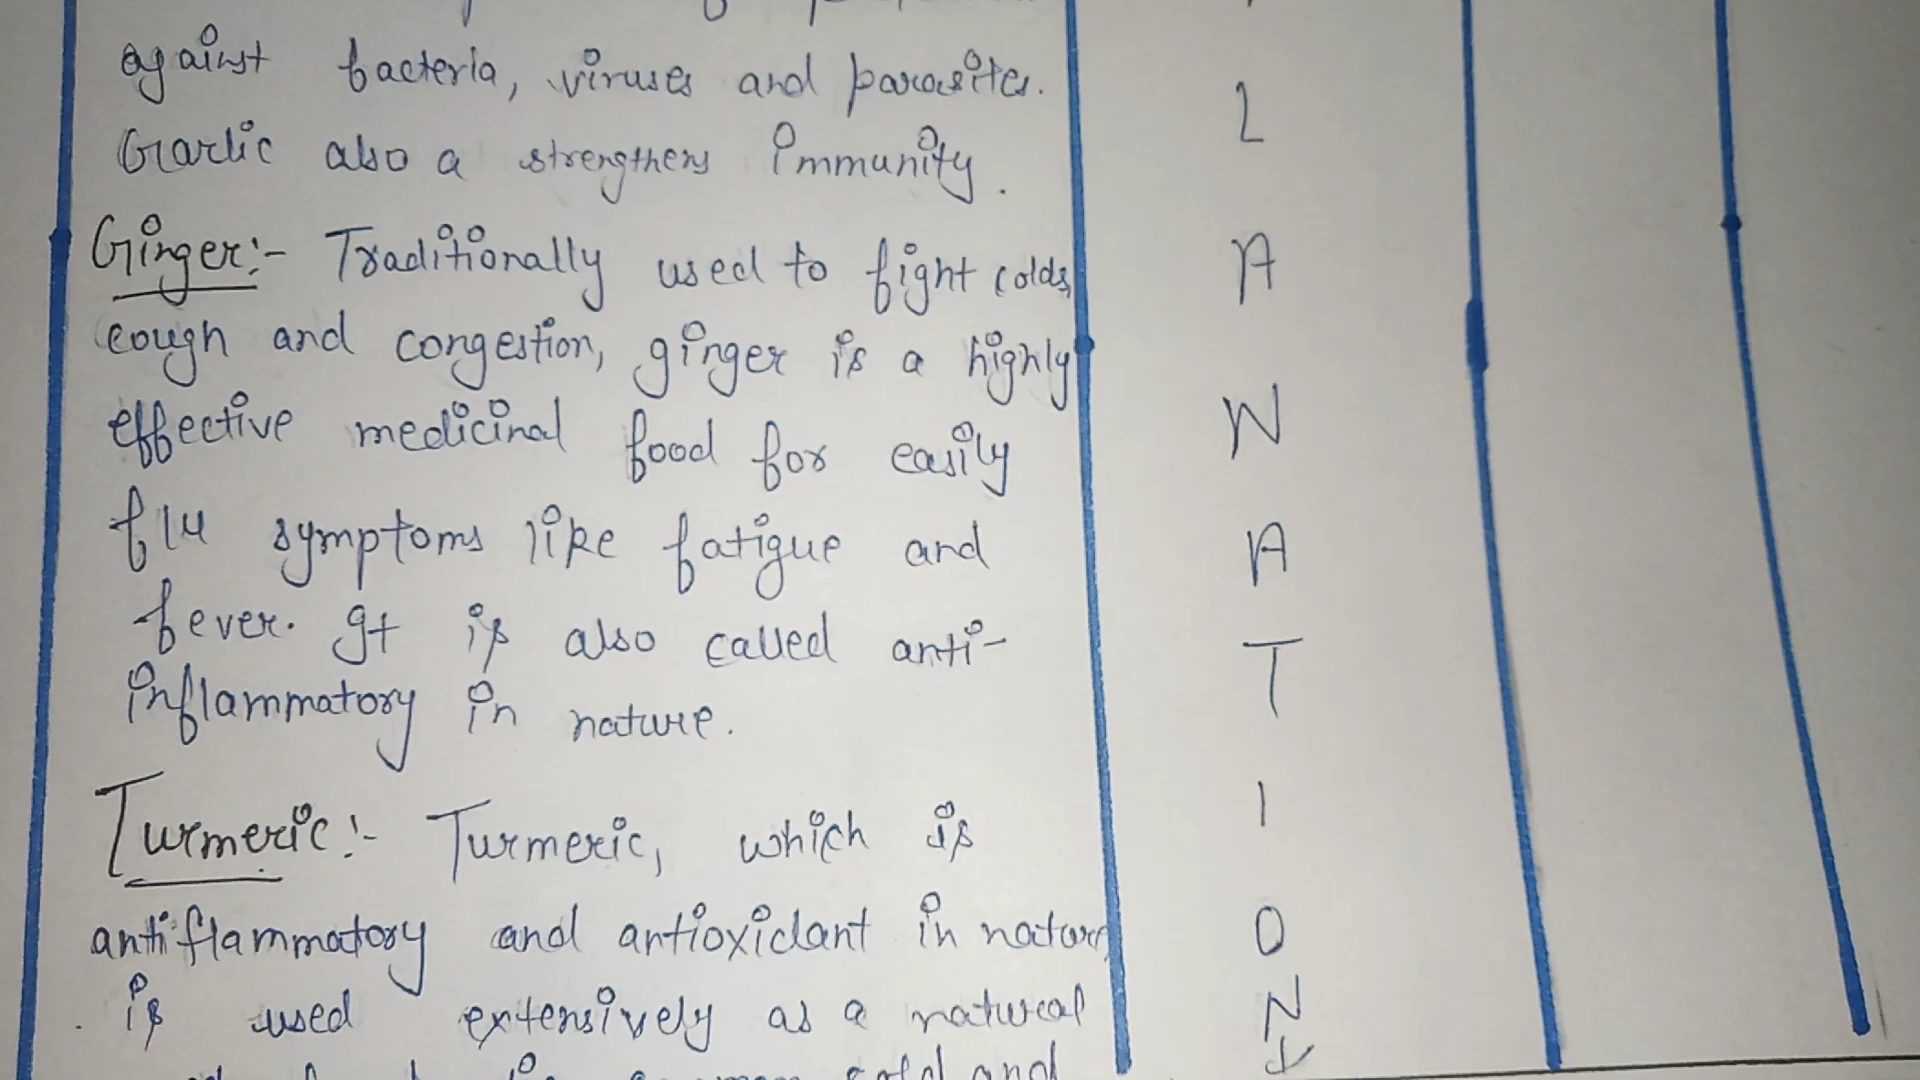 against bacteria, viruses and parasites.
Garlic also a strengthens immunity.
Ginger:- Traditionally used to fight colds,
cough and congestion, ginger is a highly
effective medicinal food for easily
flu symptoms like fatigue and
fever. It is also called anti-
inflammatory in nature.
Turmeric:- Turmeric, which is
antiflammatory and antioxidant in nature
is used extensively as a natural
cold and
L
A
N
A
T
I
O
N